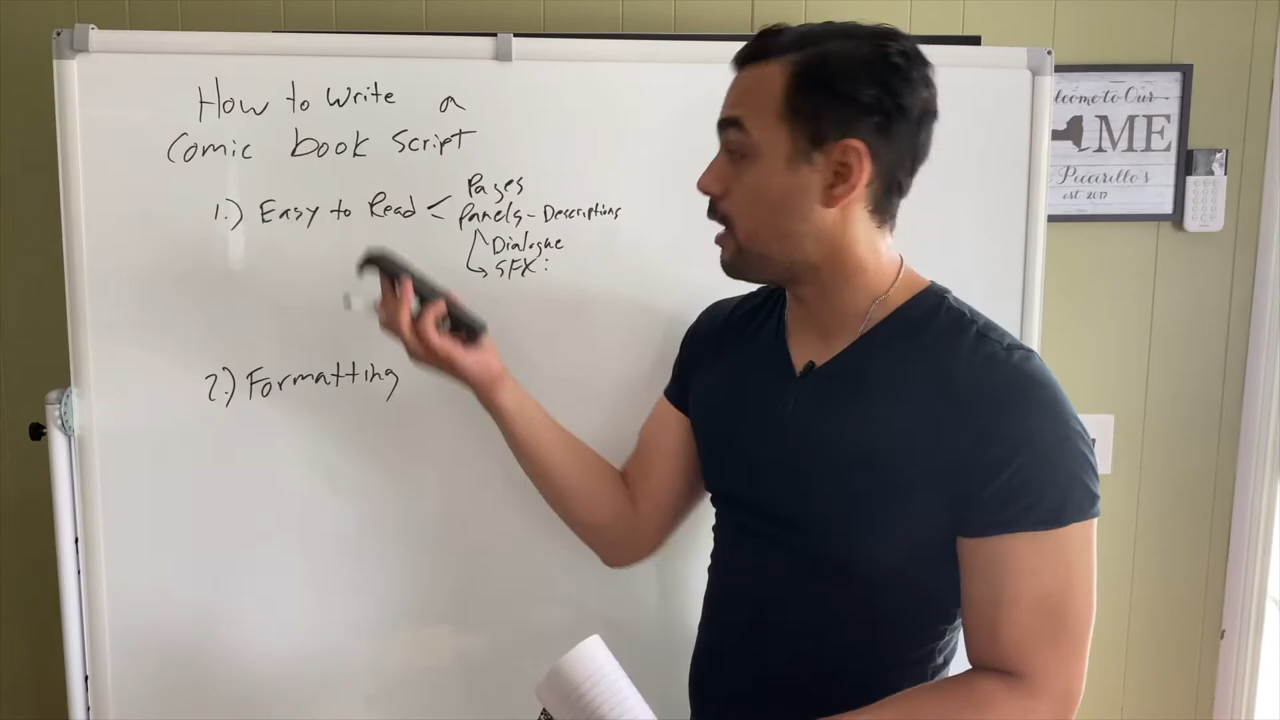 How to Write a
Comic book Script
1.) Easy to Read < Pages
Panels - Descriptions
Dialogue
SFX:
2.) Formatting
lcome to Our
ME
Piccarillo's
est. 2017